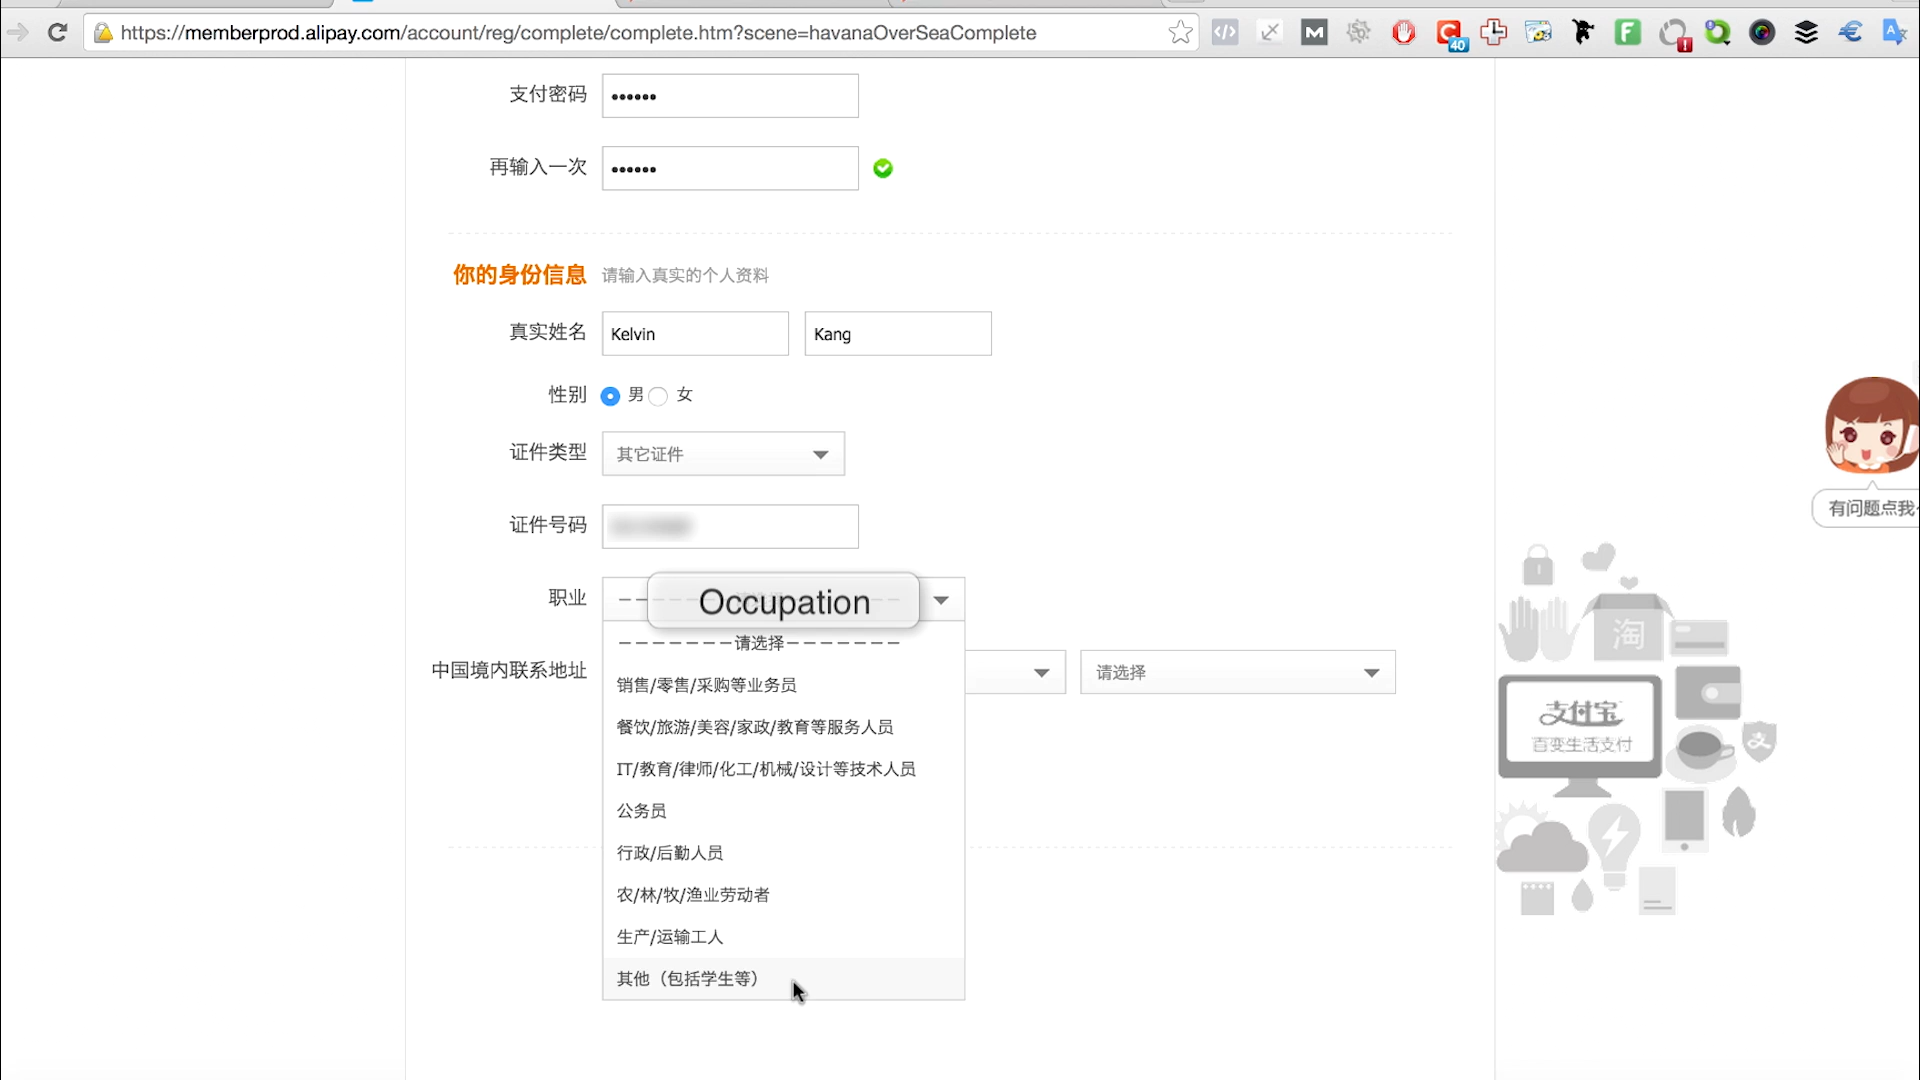 https://memberprod.alipay.com/account/reg/complete/complete.htm?scene=havanaOverSeaComplete
支付密码 ••••••
再输入一次 ••••••
你的身份信息 请输入真实的个人资料
真实姓名 Kelvin Kang
性别 男 女
证件类型 其它证件
证件号码
职业 Occupation
-------请选择-------
中国境内联系地址 请选择
销售/零售/采购等业务员
餐饮/旅游/美容/家政/教育等服务人员
IT/教育/律师/化工/机械/设计等技术人员
公务员
行政/后勤人员
农/林/牧/渔业劳动者
生产/运输工人
其他（包括学生等）
有问题点我
淘
支付宝
百变生活支付
支
M
40
F
A